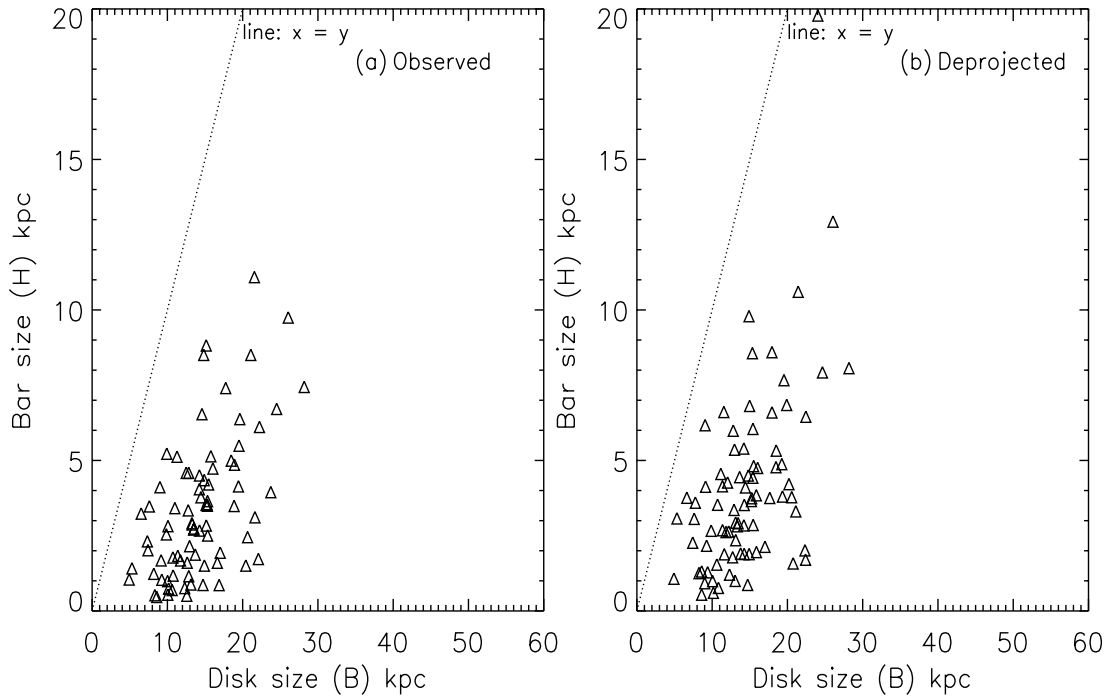 20
15
10
5
0
Bar size (H) kpc
line: x = y
(a) Observed
0 10 20 30 40 50 60
Disk size (B) kpc
20
15
10
5
0
Bar size (H) kpc
line: x = y
(b) Deprojected
0 10 20 30 40 50 60
Disk size (B) kpc